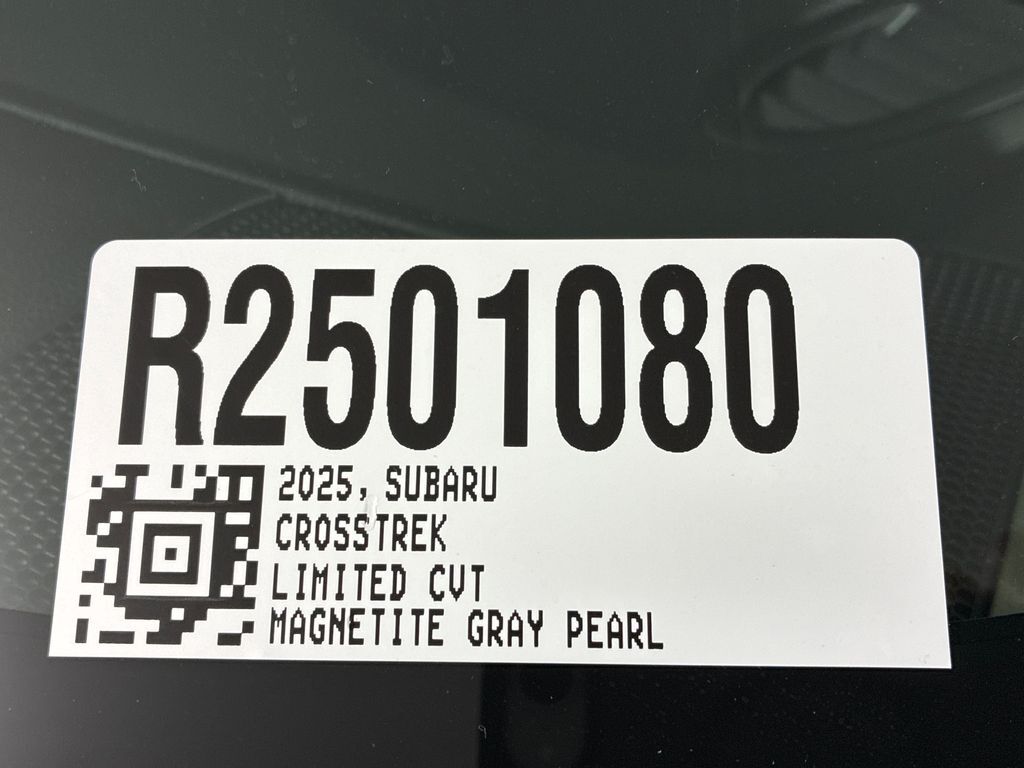 R2501080
2025, SUBARU
CROSSTREK
LIMITED CVT
MAGNETITE GRAY PEARL